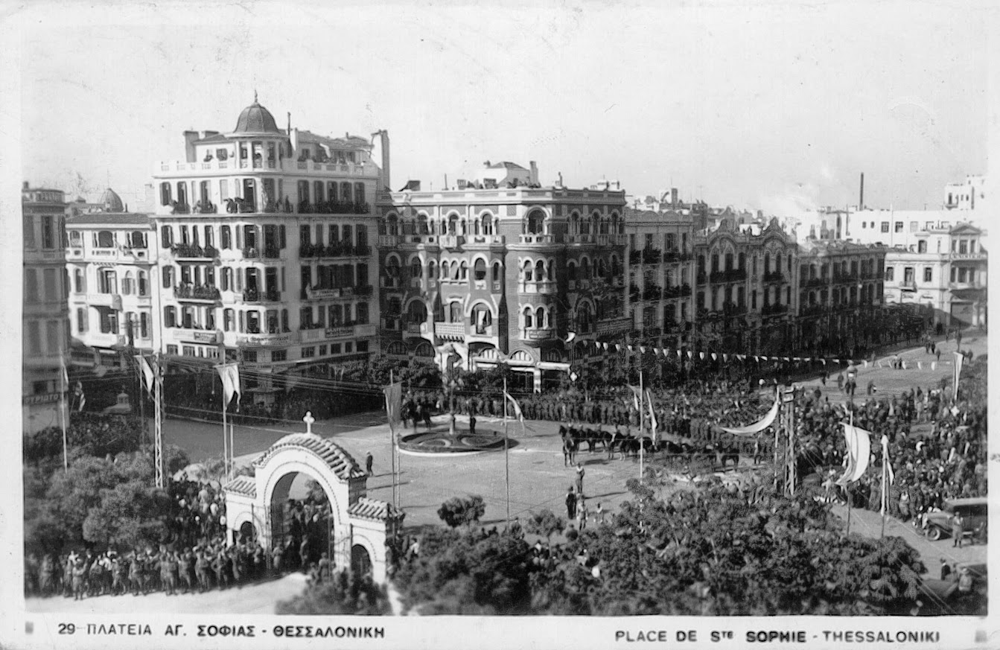 29 ΠΛΑΤΕΙΑ ΑΓ. ΣΟΦΙΑΣ - ΘΕΣΣΑΛΟΝΙΚΗ
PLACE DE STE SOPHIE - THESSALONIKI